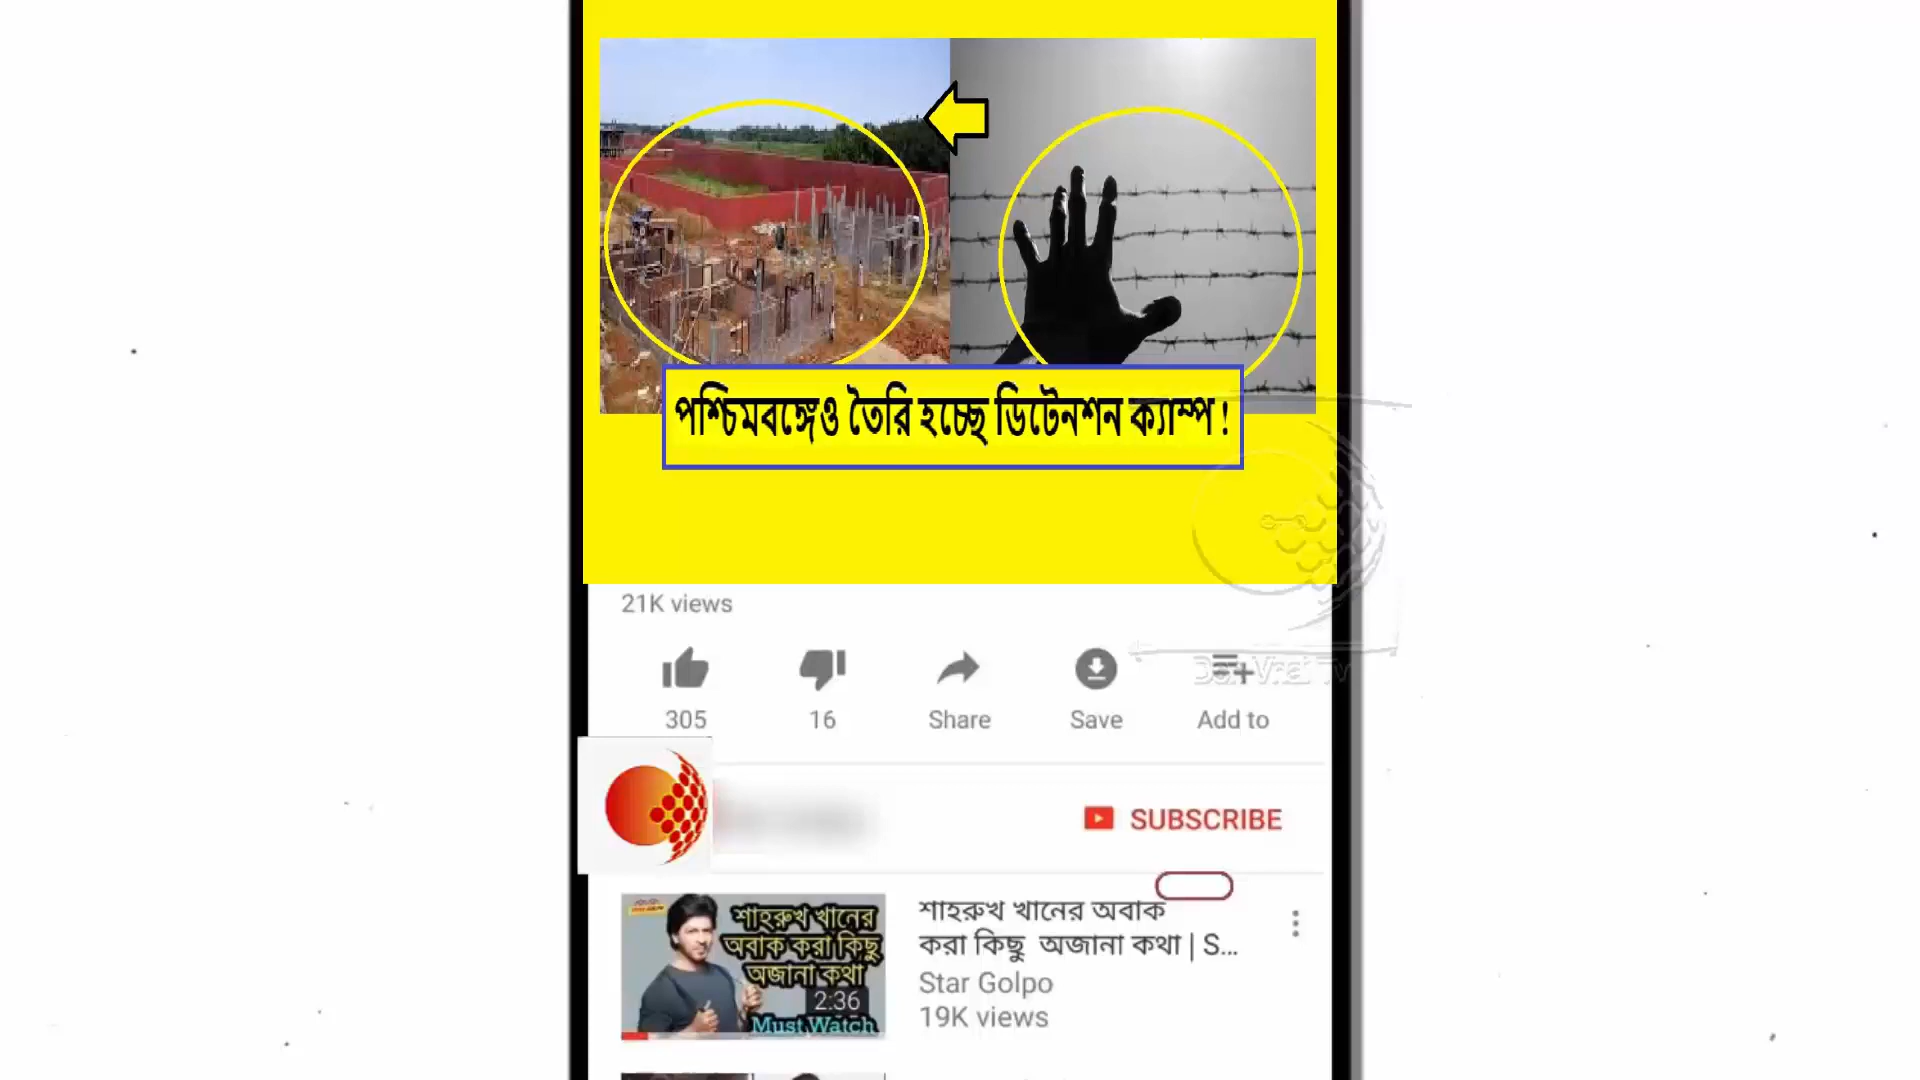 পশ্চিমবঙ্গেও তৈরি হচ্ছে ডিটেনশন ক্যাম্প!
21K views
305
16
Share
Save
Add to
SUBSCRIBE
শাহরুখ খানের
অবাক করা কিছু
অজানা কথা
2:36
Must Watch
শাহরুখ খানের অবাক
করা কিছু অজানা কথা | S...
Star Golpo
19K views